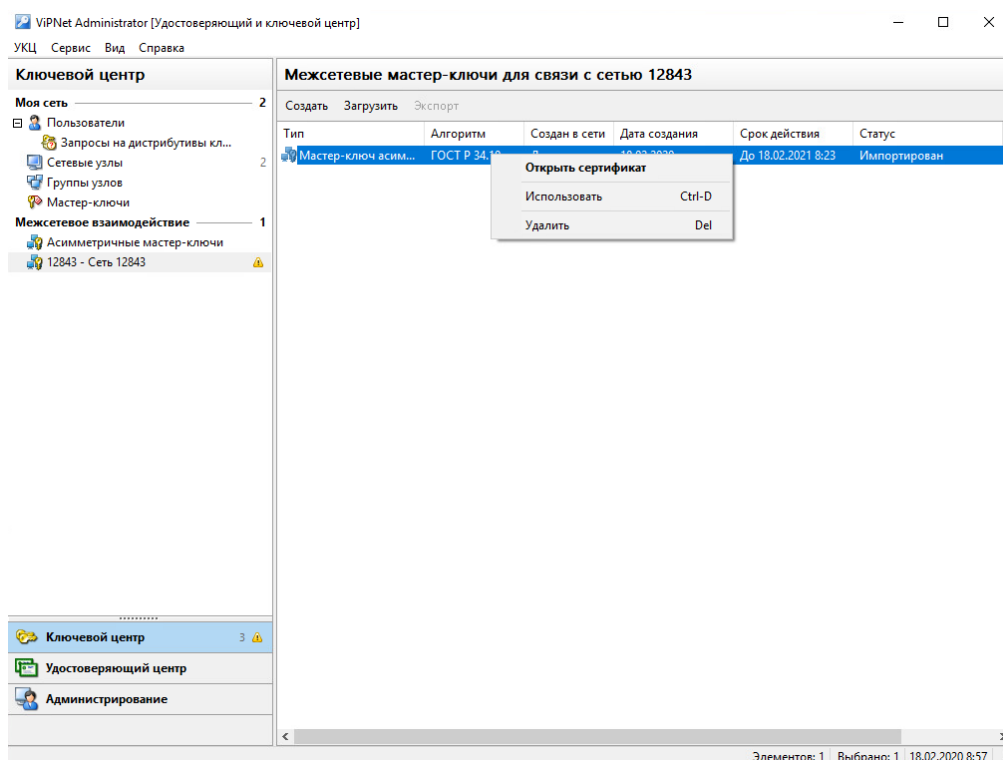 ViPNet Administrator [Удостоверяющий и ключевой центр]
УКЦ Сервис Вид Справка
Ключевой центр
Моя сеть 2
Пользователи
Запросы на дистрибутивы кл...
Сетевые узлы 2
Группы узлов
Мастер-ключи
Межсетевое взаимодействие 1
Асимметричные мастер-ключи
12843 - Сеть 12843
Межсетевые мастер-ключи для связи с сетью 12843
Создать Загрузить Экспорт
Тип Алгоритм Создан в сети Дата создания Срок действия Статус
Мастер-ключ асим... ГОСТ Р 34.10 18.02.2020 До 18.02.2021 8:23 Импортирован
Открыть сертификат
Использовать Ctrl-D
Удалить Del
Ключевой центр 3
Удостоверяющий центр
Администрирование
Элементов: 1 Выбрано: 1 18.02.2020 8:57